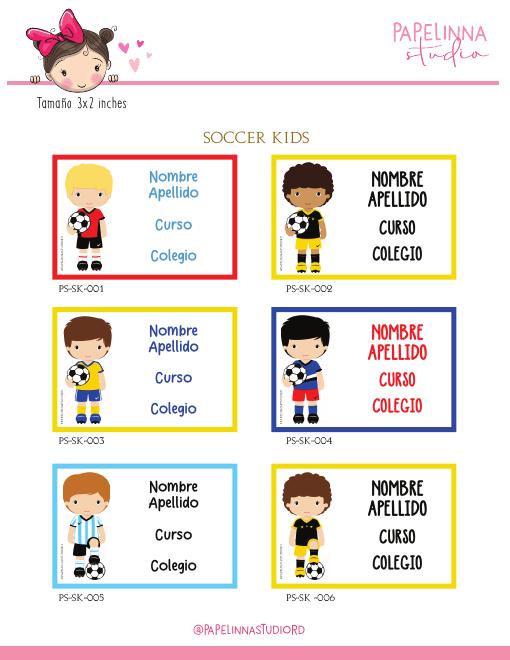 PAPELINNA
studio
Tamaño 3x2 inches
SOCCER KIDS
Nombre
Apellido
Curso
Colegio
PS-SK-001
NOMBRE
APELLIDO
CURSO
COLEGIO
PS-SK-002
Nombre
Apellido
Curso
Colegio
PS-SK-003
NOMBRE
APELLIDO
CURSO
COLEGIO
PS-SK-004
Nombre
Apellido
Curso
Colegio
PS-SK-005
NOMBRE
APELLIDO
CURSO
COLEGIO
PS-SK -006
@PAPELINNASTUDIORD